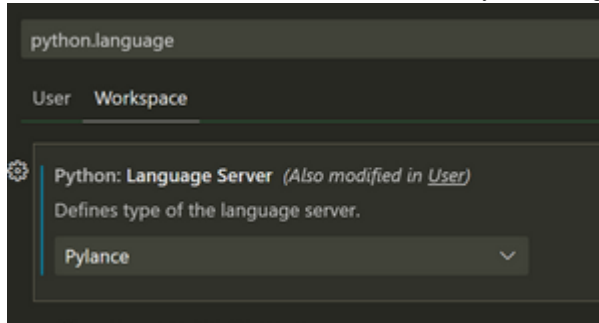 python.language
User Workspace
Python: Language Server (Also modified in User)
Defines type of the language server.
Pylance